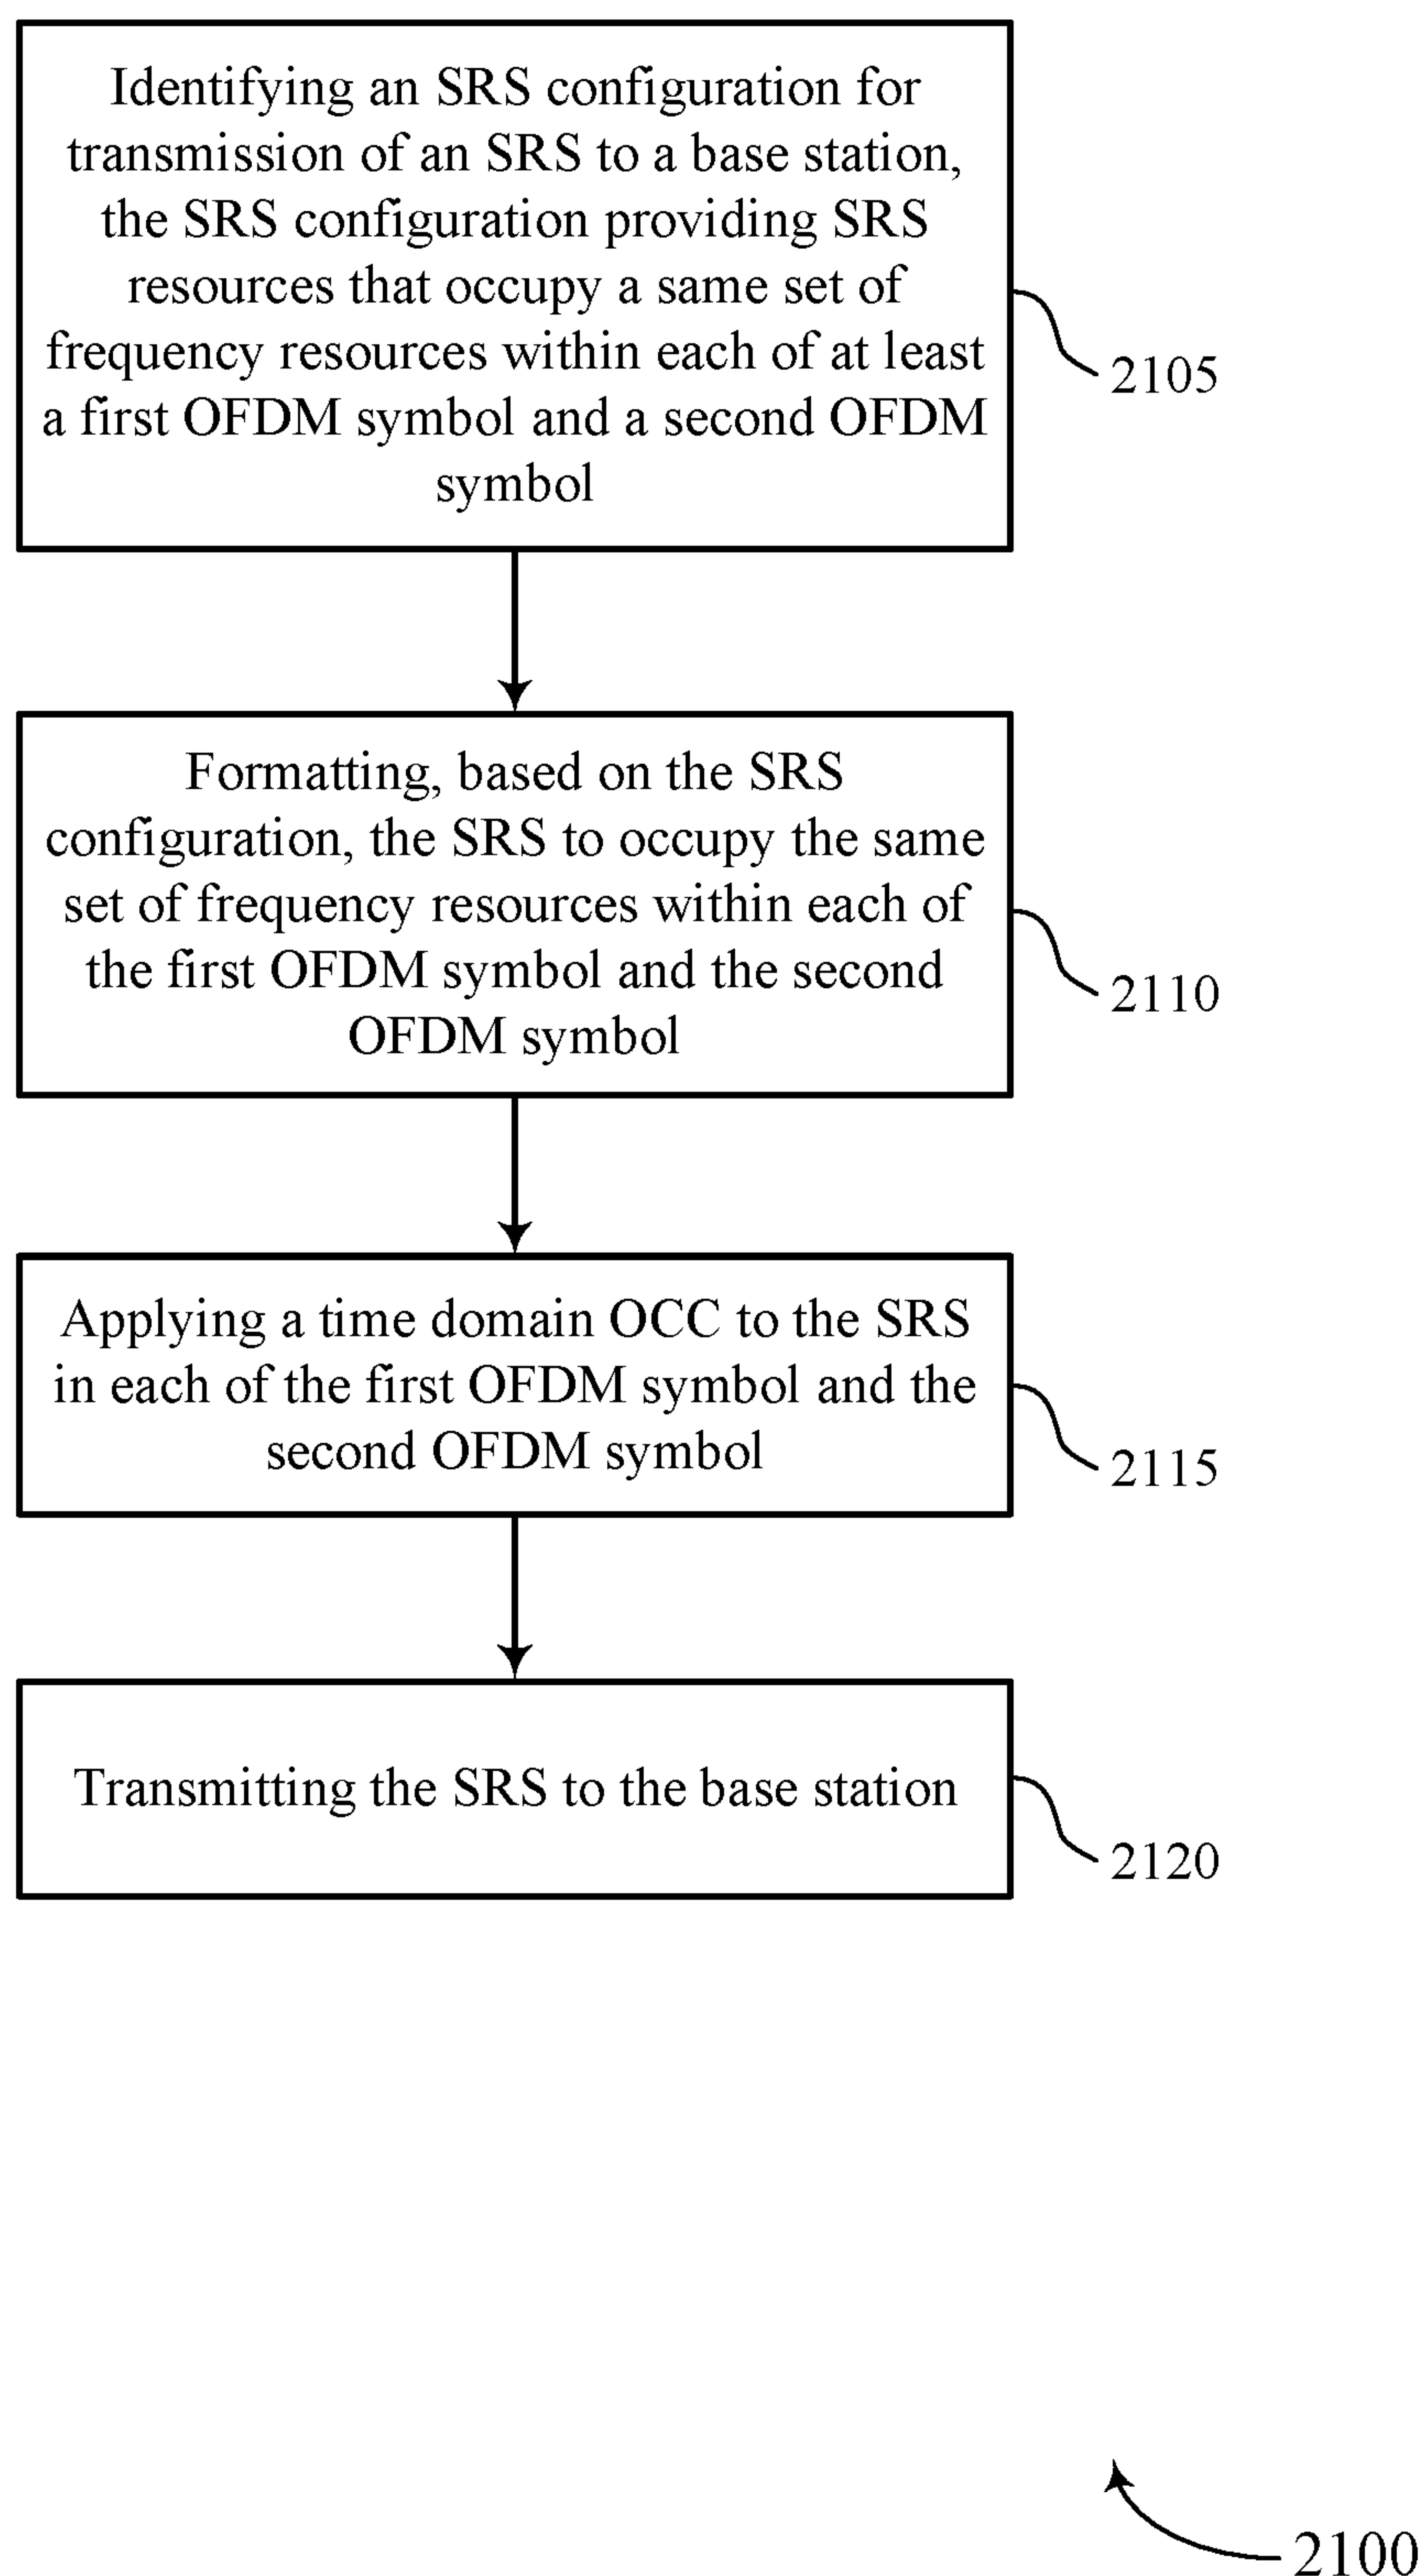 Identifying an SRS configuration for
transmission of an SRS to a base station,
the SRS configuration providing SRS
resources that occupy a same set of
frequency resources within each of at least
a first OFDM symbol and a second OFDM
symbol
2105
Formatting, based on the SRS
configuration, the SRS to occupy the same
set of frequency resources within each of
the first OFDM symbol and the second
OFDM symbol
2110
Applying a time domain OCC to the SRS
in each of the first OFDM symbol and the
second OFDM symbol
2115
Transmitting the SRS to the base station
2120
2100